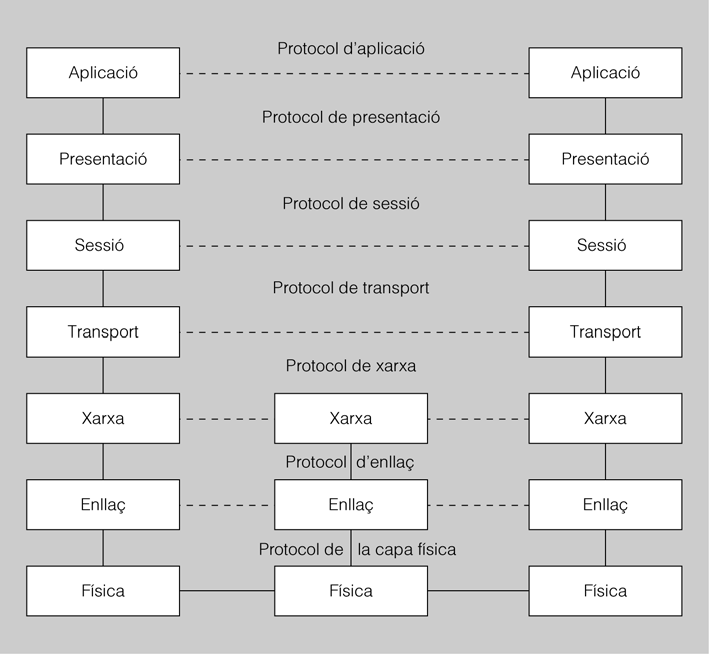 Protocol d’aplicació
Aplicació
Aplicació
Protocol de presentació
Presentació
Presentació
Protocol de sessió
Sessió
Sessió
Protocol de transport
Transport
Transport
Protocol de xarxa
Xarxa
Xarxa
Xarxa
Protocol d’enllaç
Enllaç
Enllaç
Enllaç
Protocol de la capa física
Física
Física
Física